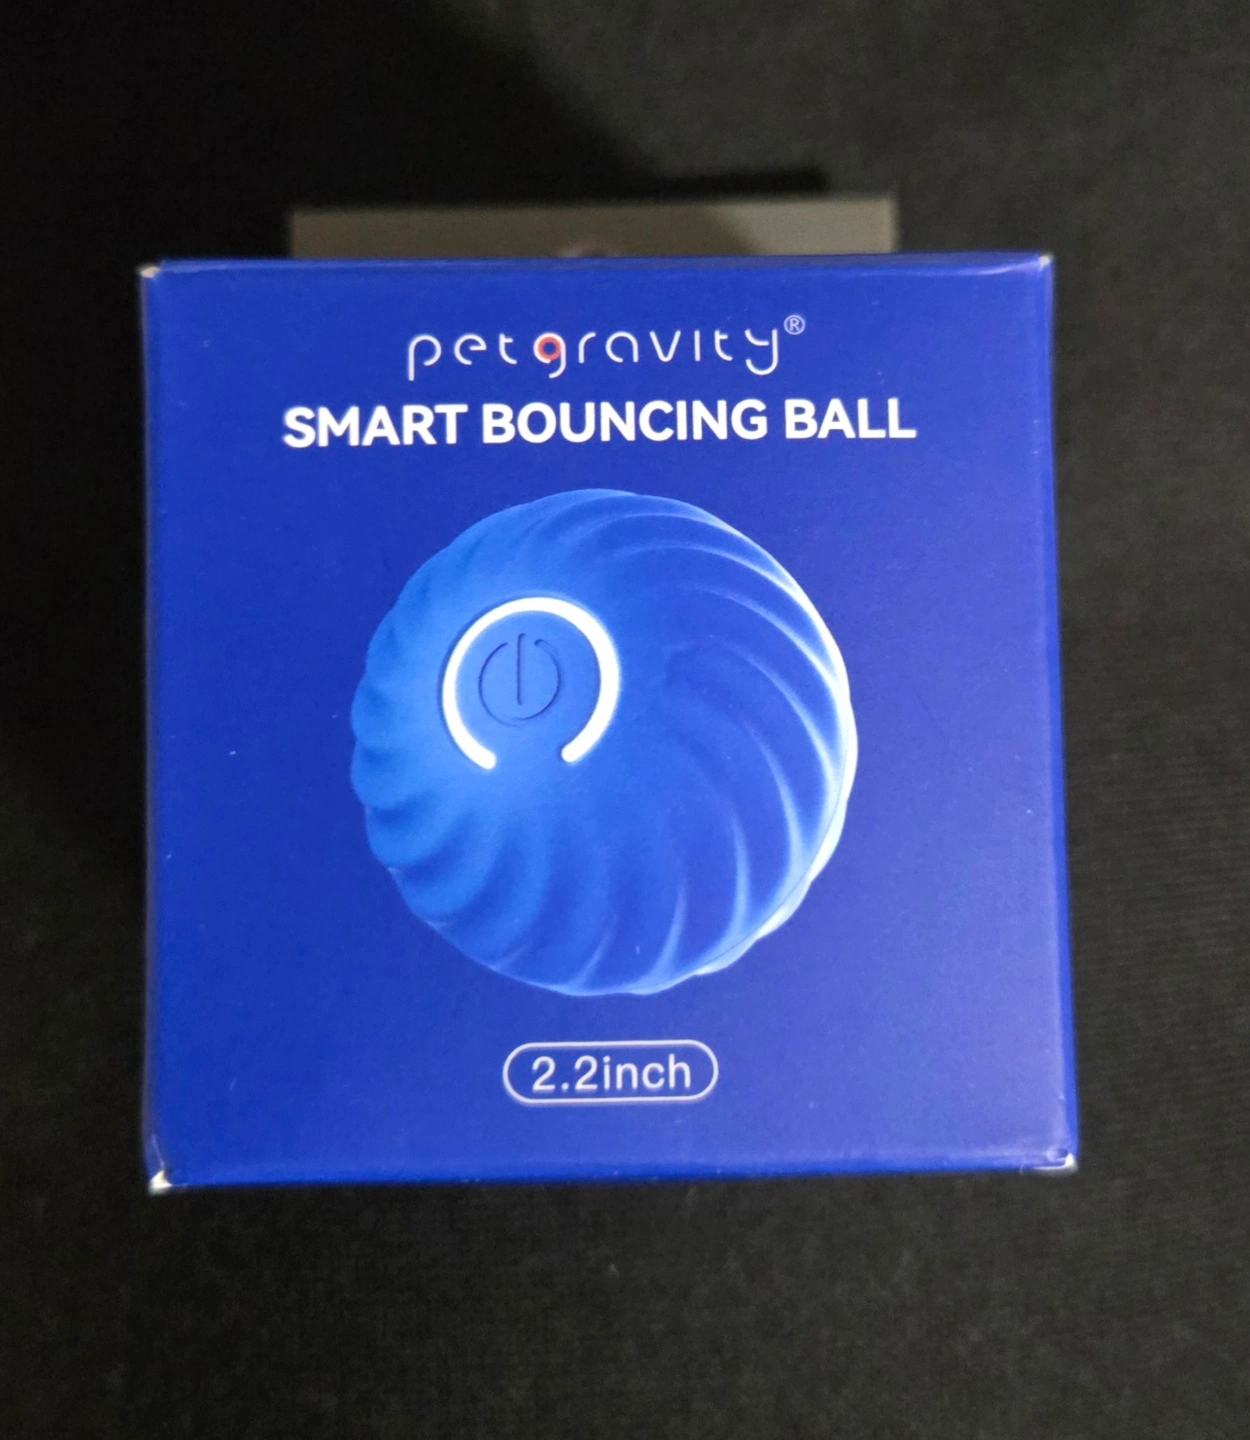 petgravity®
SMART BOUNCING BALL
2.2inch